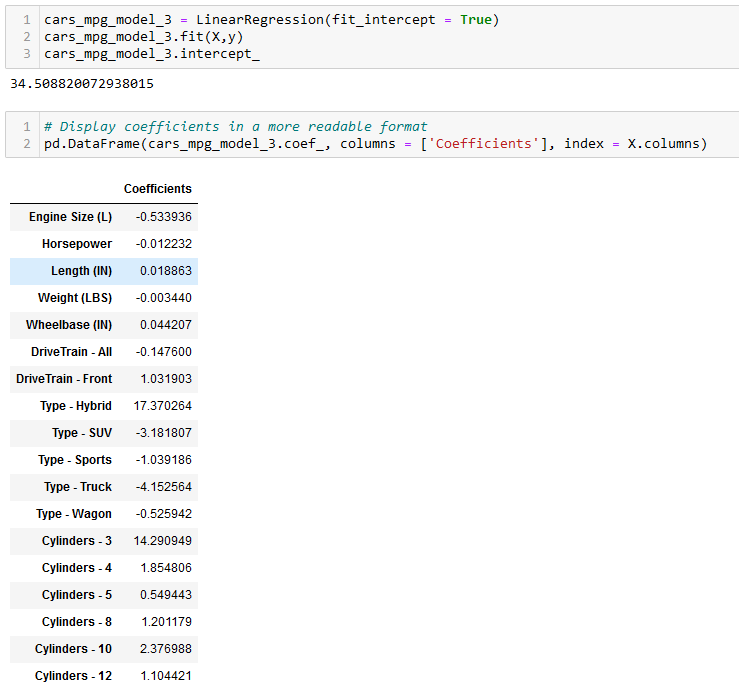 1 cars_mpg_model_3 = LinearRegression(fit_intercept = True)
2 cars_mpg_model_3.fit(X,y)
3 cars_mpg_model_3.intercept_
34.508820072938015
1 # Display coefficients in a more readable format
2 pd.DataFrame(cars_mpg_model_3.coef_, columns = ['Coefficients'], index = X.columns)
Coefficients
Engine Size (L) -0.533936
Horsepower -0.012232
Length (IN) 0.018863
Weight (LBS) -0.003440
Wheelbase (IN) 0.044207
DriveTrain - All -0.147600
DriveTrain - Front 1.031903
Type - Hybrid 17.370264
Type - SUV -3.181807
Type - Sports -1.039186
Type - Truck -4.152564
Type - Wagon -0.525942
Cylinders - 3 14.290949
Cylinders - 4 1.854806
Cylinders - 5 0.549443
Cylinders - 8 1.201179
Cylinders - 10 2.376988
Cylinders - 12 1.104421